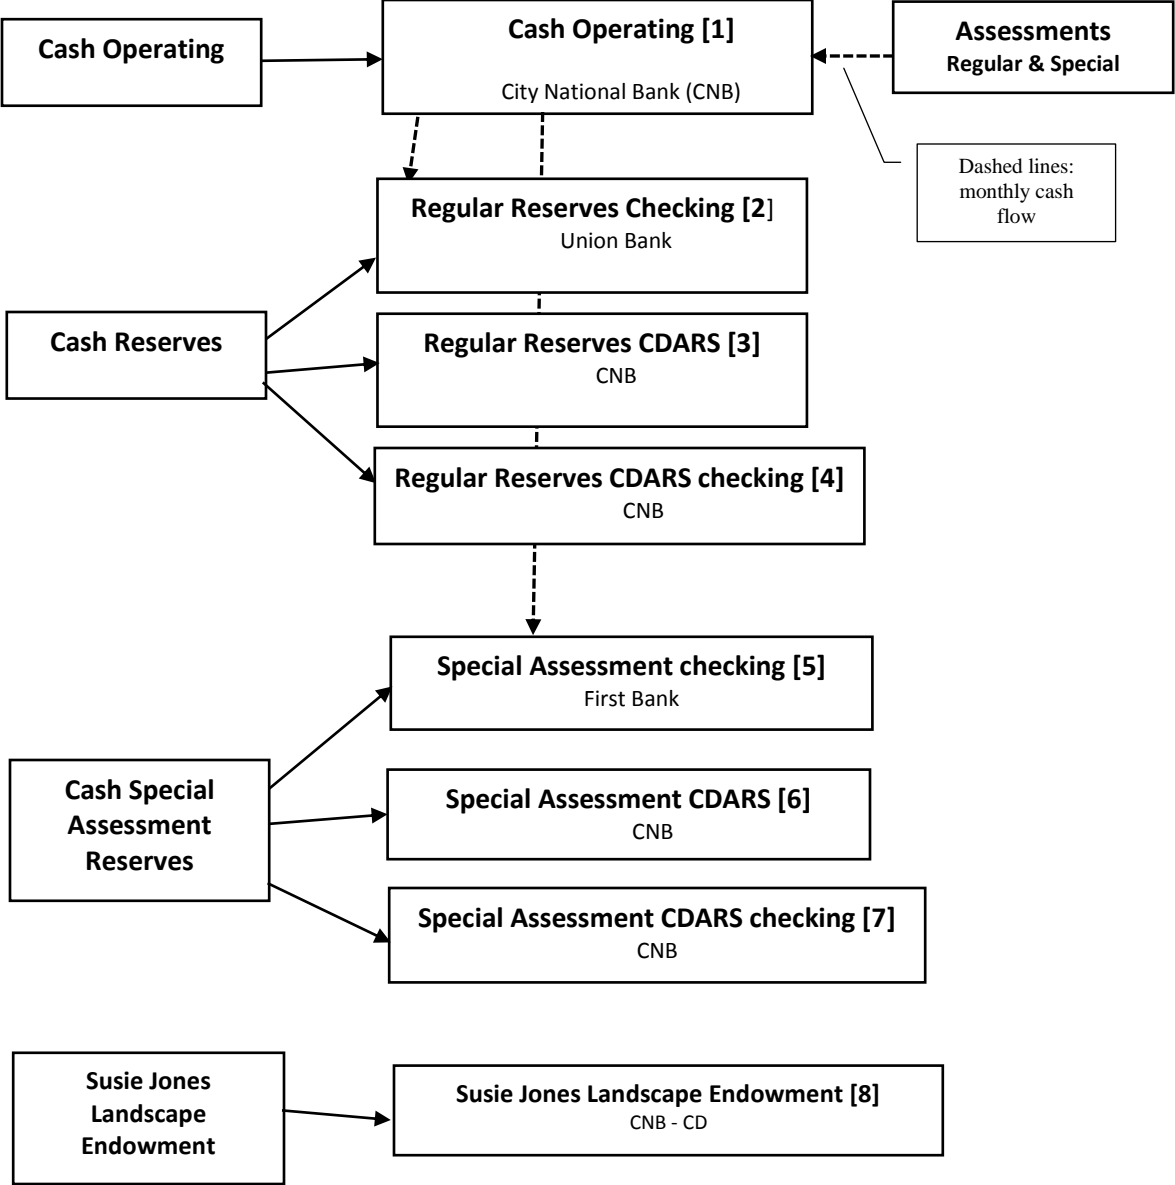 Cash Operating
Cash Operating [1]
City National Bank (CNB)
Assessments
Regular & Special
Dashed lines:
monthly cash
flow
Regular Reserves Checking [2]
Union Bank
Cash Reserves
Regular Reserves CDARS [3]
CNB
Regular Reserves CDARS checking [4]
CNB
Special Assessment checking [5]
First Bank
Cash Special
Assessment
Reserves
Special Assessment CDARS [6]
CNB
Special Assessment CDARS checking [7]
CNB
Susie Jones
Landscape
Endowment
Susie Jones Landscape Endowment [8]
CNB - CD